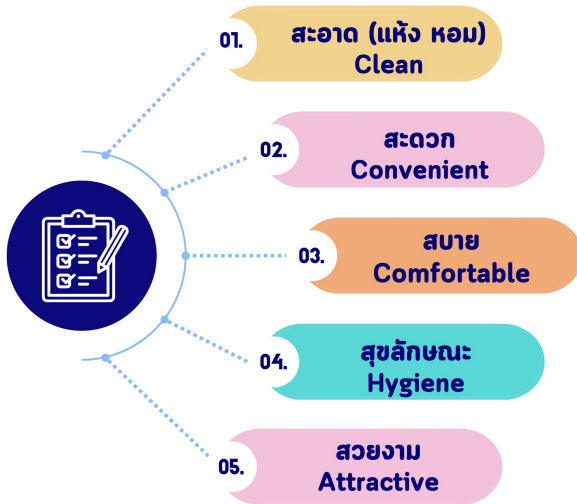 01.
สะอาด (แห้ง หอม)
Clean
02.
สะดวก
Convenient
03.
สบาย
Comfortable
04.
สุขลักษณะ
Hygiene
05.
สวยงาม
Attractive